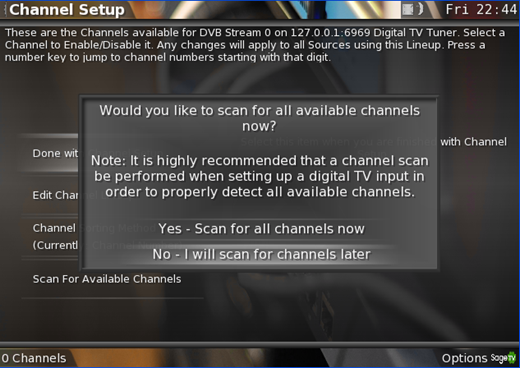 Channel Setup
Fri 22:44
These are the Channels available for DVB Stream 0 on 127.0.0.1:6969 Digital TV Tuner. Select a
Channel to Enable/Disable it. Any changes will apply to all Sources using this Lineup. Press a
number key to jump to channel numbers starting with that digit.
Would you like to scan for all available channels
now?
with Channel
Done wit
Note: It is highly recommended that a channel scan
be performed when setting up a digital TV input in
order to properly detect all available channels.
Edit Chan
Channel
Yes - Scan for all channels now
(Current
No - I will scan for channels later
Scan For Available Channels
0 Channels
Options SageTV